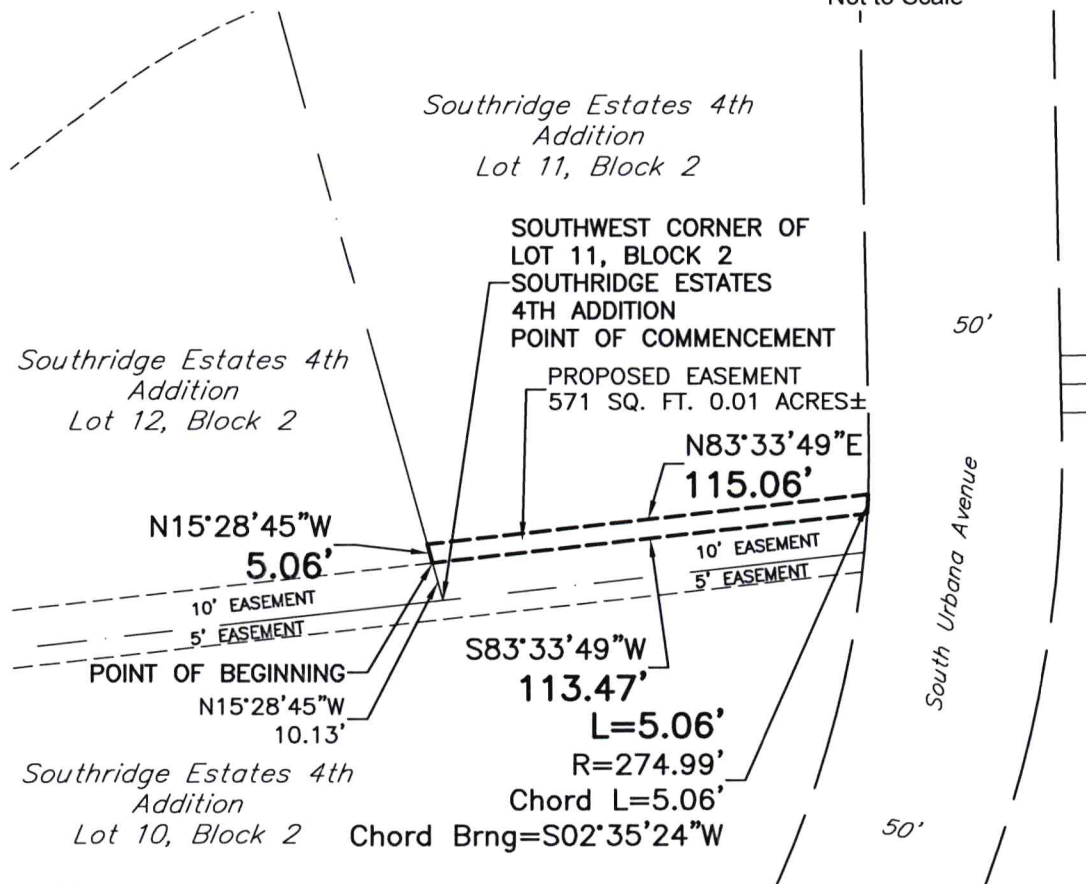 Not to Scale
Southridge Estates 4th
Addition
Lot 11, Block 2
SOUTHWEST CORNER OF
LOT 11, BLOCK 2
SOUTHRIDGE ESTATES
4TH ADDITION
POINT OF COMMENCEMENT
50'
Southridge Estates 4th
Addition
Lot 12, Block 2
PROPOSED EASEMENT
571 SQ. FT. 0.01 ACRES±
N83°33'49"E
115.06'
N15°28'45"W
5.06'
10' EASEMENT
5' EASEMENT
10' EASEMENT
5' EASEMENT
South Urbana Avenue
POINT OF BEGINNING
N15°28'45"W
10.13'
S83°33'49"W
113.47'
L=5.06'
R=274.99'
Chord L=5.06'
Chord Brng=S02°35'24"W
Southridge Estates 4th
Addition
Lot 10, Block 2
50'